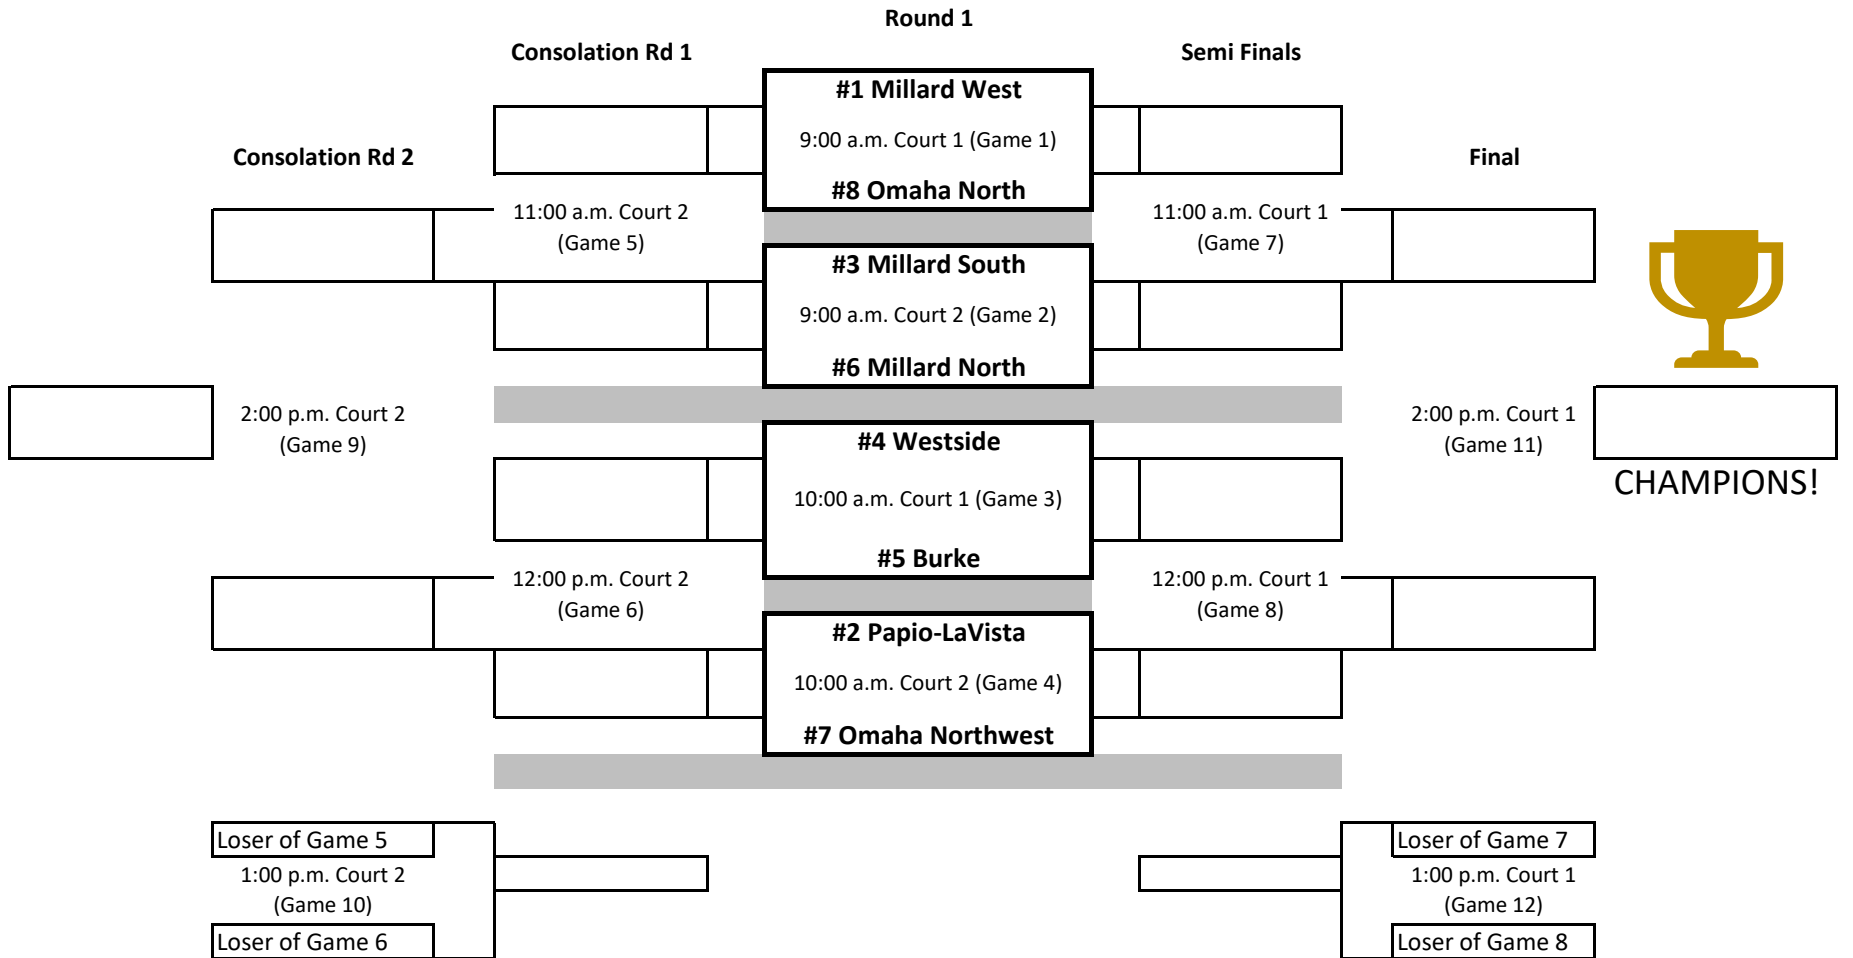 Round 1
Consolation Rd 1
Semi Finals
#1 Millard West
9:00 a.m. Court 1 (Game 1)
Consolation Rd 2
Final
#8 Omaha North
11:00 a.m. Court 2
(Game 5)
11:00 a.m. Court 1
(Game 7)
#3 Millard South
9:00 a.m. Court 2 (Game 2)
#6 Millard North
2:00 p.m. Court 2
(Game 9)
2:00 p.m. Court 1
(Game 11)
#4 Westside
CHAMPIONS!
10:00 a.m. Court 1 (Game 3)
#5 Burke
12:00 p.m. Court 2
(Game 6)
12:00 p.m. Court 1
(Game 8)
#2 Papio-LaVista
10:00 a.m. Court 2 (Game 4)
#7 Omaha Northwest
Loser of Game 5
1:00 p.m. Court 2
(Game 10)
Loser of Game 6
Loser of Game 7
1:00 p.m. Court 1
(Game 12)
Loser of Game 8